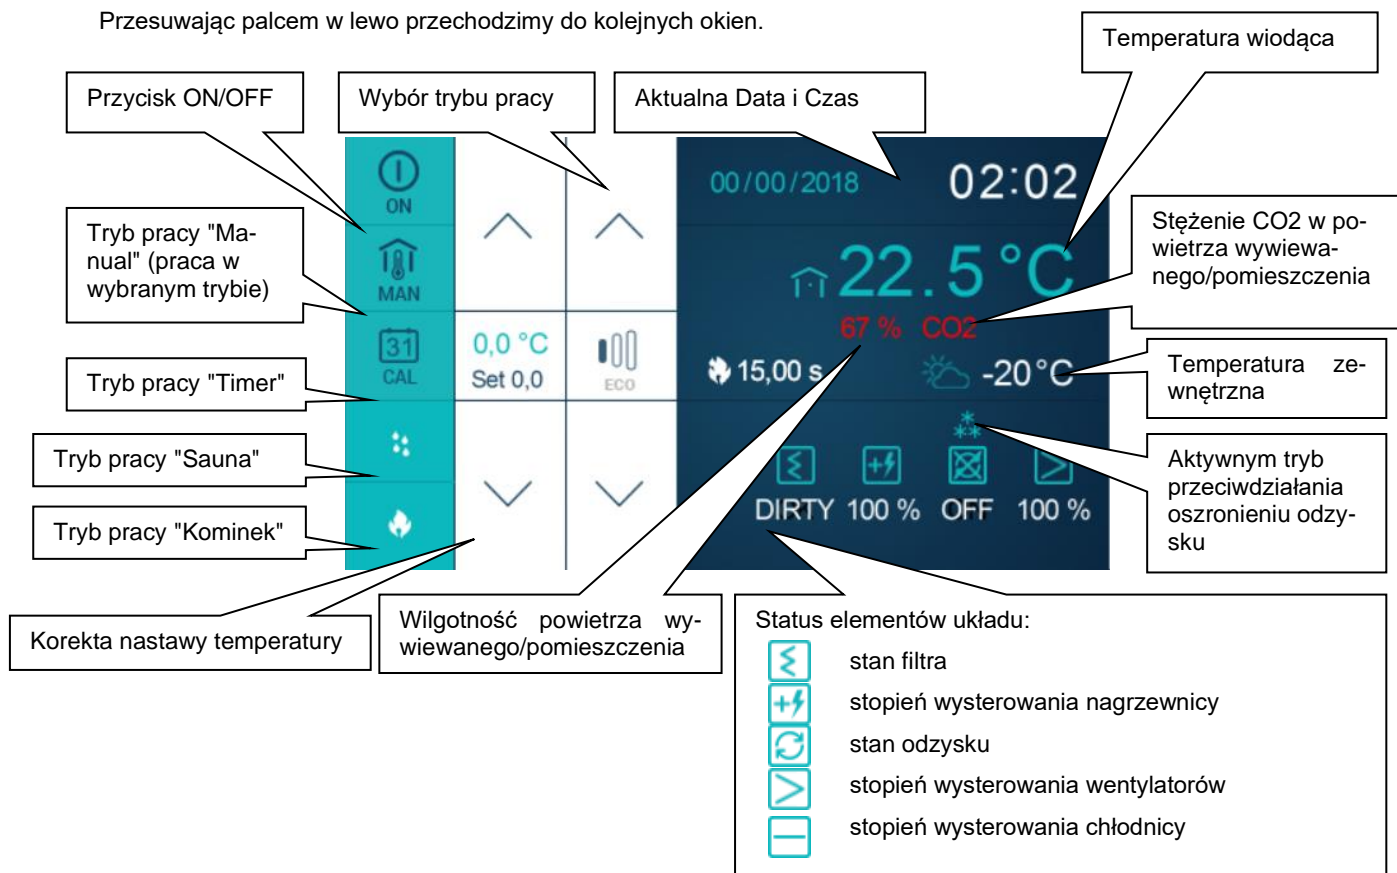 Przesuwając palcem w lewo przechodzimy do kolejnych okien.
Temperatura wiodąca
Przycisk ON/OFF
Wybór trybu pracy
Aktualna Data i Czas
ON
00/00/2018
02:02
Tryb pracy "Ma-
nual" (praca w
wybranym trybie)
MAN
22.5 °C
67 % CO2
Stężenie CO2 w po-
wietrza wywiewa-
nego/pomieszczenia
31
CAL
0,0 °C
Set 0,0
ECO
15,00 s
-20°C
Temperatura ze-
wnętrzna
Tryb pracy "Timer"
Tryb pracy "Sauna"
Tryb pracy "Kominek"
DIRTY 100 % OFF 100 %
Aktywnym tryb
przeciwdziałania
oszronieniu odzy-
sku
Korekta nastawy temperatury
Wilgotność powietrza wy-
wiewanego/pomieszczenia
Status elementów układu:
stan filtra
stopień wysterowania nagrzewnicy
stan odzysku
stopień wysterowania wentylatorów
stopień wysterowania chłodnicy